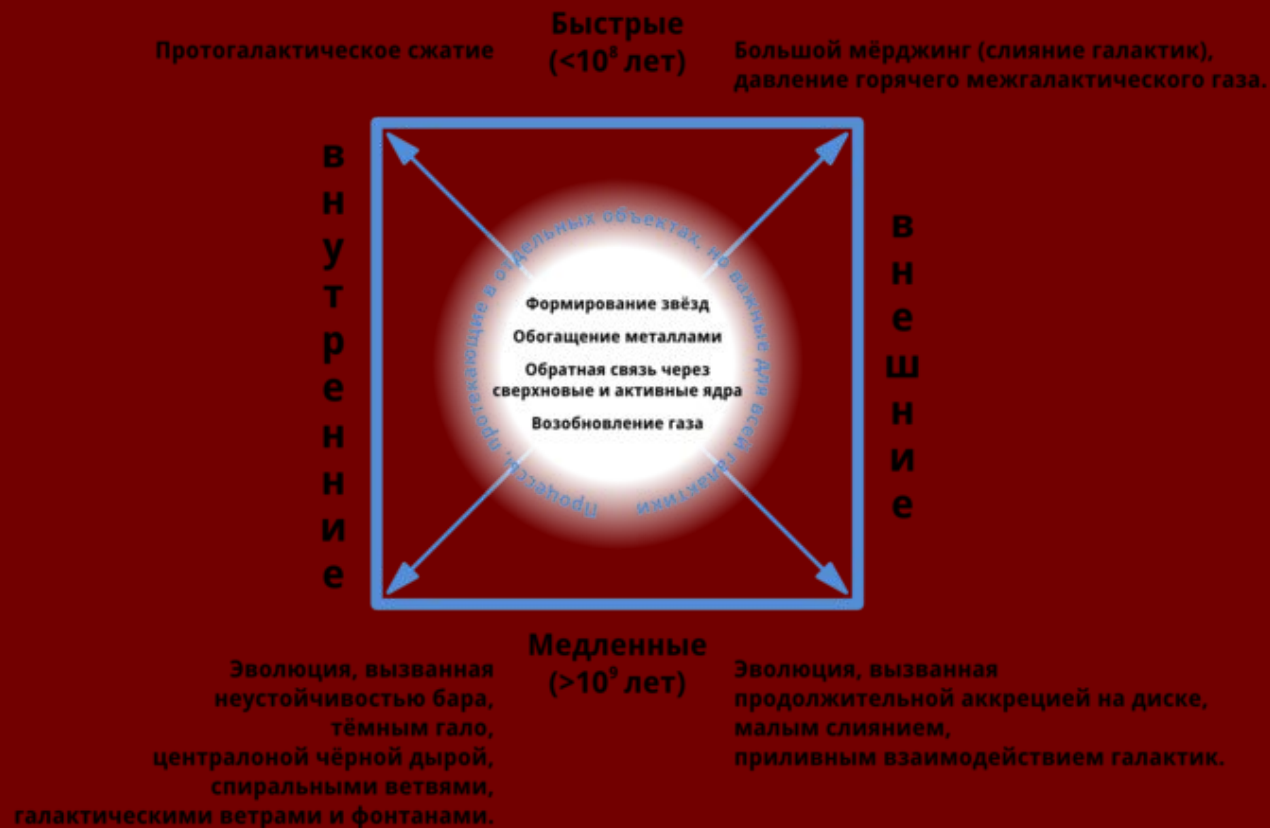 Быстрые
(<10⁸ лет)
Протогалактическое сжатие
Большой мёрджинг (слияние галактик),
давление горячего межгалактического газа.
внутренние
Процессы, протекающие в отдельных объектах, но важные для всей галактики
Формирование звёзд
Обогащение металлами
Обратная связь через
сверхновые и активные ядра
Возобновление газа
внешние
Медленные
(>10⁹ лет)
Эволюция, вызванная
неустойчивостью бара,
тёмным гало,
централоной чёрной дырой,
спиральными ветвями,
галактическими ветрами и фонтанами.
Эволюция, вызванная
продолжительной аккрецией на диске,
малым слиянием,
приливным взаимодействием галактик.